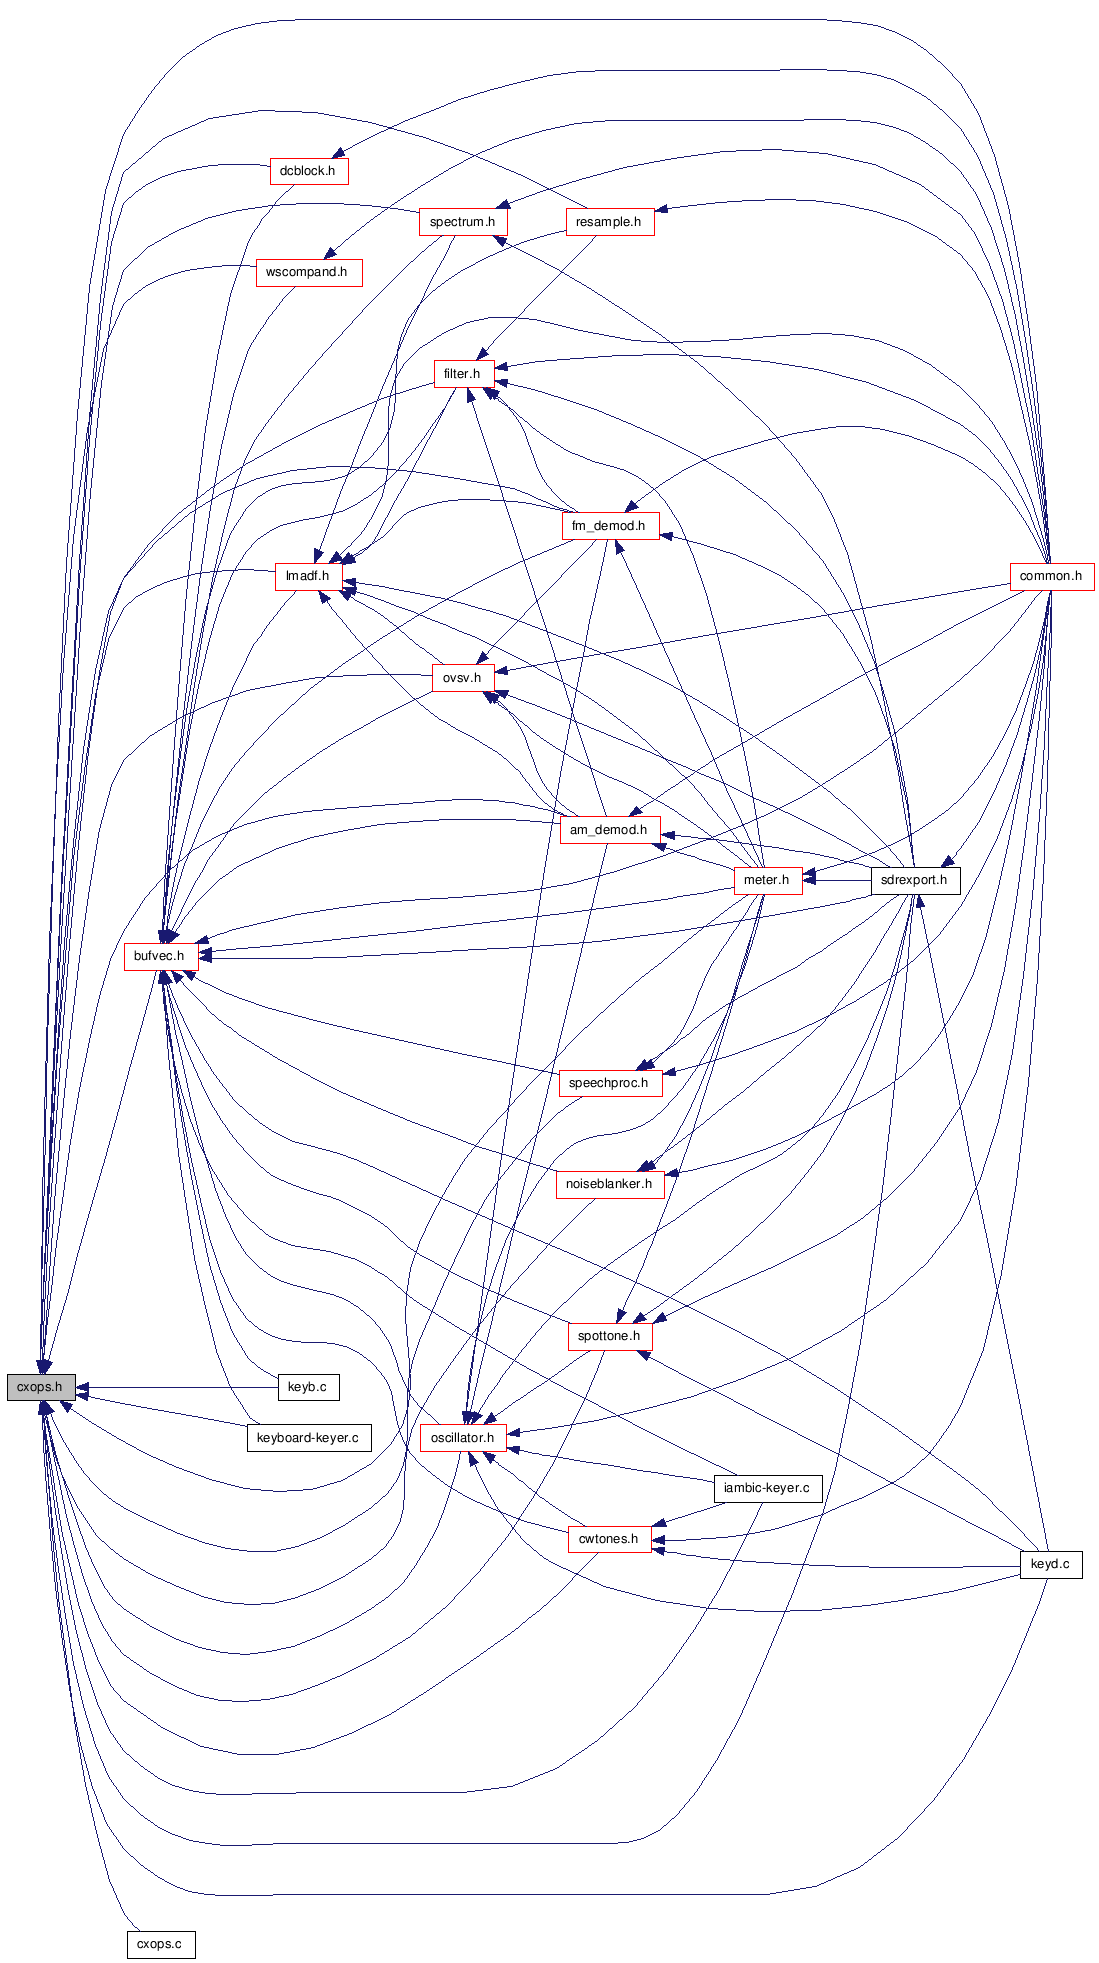 dcblock.h
spectrum.h
resample.h
wscompand.h
filter.h
fm_demod.h
lmadf.h
common.h
ovsv.h
am_demod.h
meter.h
sdrexport.h
bufvec.h
speechproc.h
noiseblanker.h
spottone.h
cxops.h
keyb.c
keyboard-keyer.c
oscillator.h
iambic-keyer.c
cwtones.h
keyd.c
cxops.c